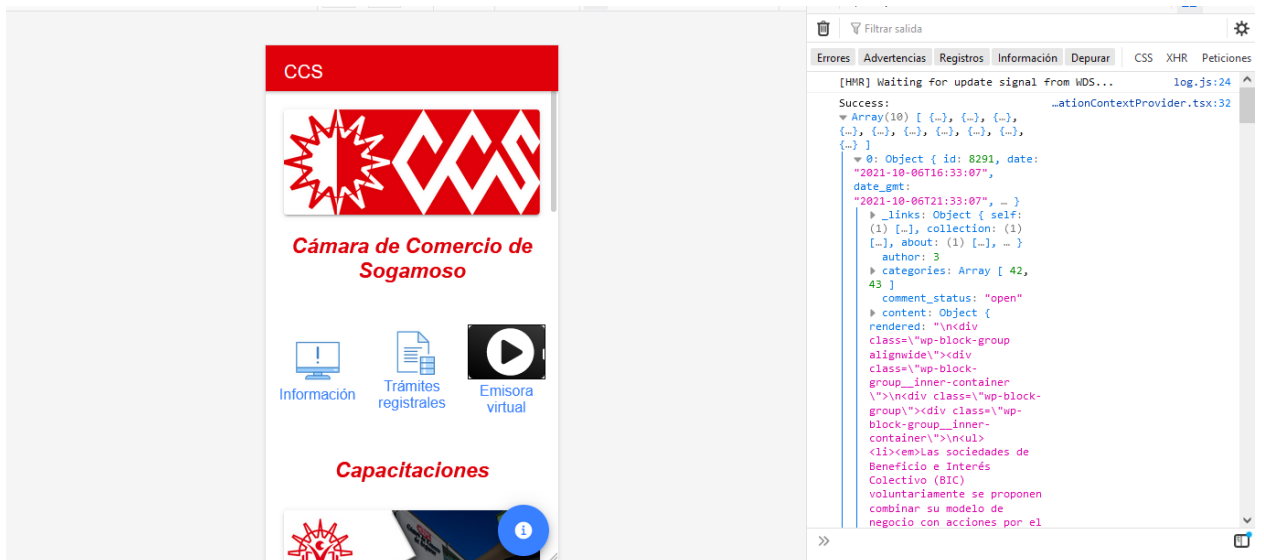 CCS
CCS
Cámara de Comercio de
Sogamoso
Información
Trámites
registrales
Emisora
virtual
Capacitaciones
Filtrar salida
Errores Advertencias Registros Información Depurar CSS XHR Peticiones
[HMR] Waiting for update signal from WDS... log.js:24
Success: …ationContextProvider.tsx:32
Array(10) [ {…}, {…}, {…},
{…}, {…}, {…}, {…}, {…}, {…},
{…} ]
0: Object { id: 8291, date:
"2021-10-06T16:33:07",
date_gmt:
"2021-10-06T21:33:07", … }
_links: Object { self:
(1) […], collection: (1)
[…], about: (1) […], … }
author: 3
categories: Array [ 42,
43 ]
comment_status: "open"
content: Object {
rendered: "\n<div
class=\"wp-block-group
alignwide\"><div
class=\"wp-block-
group__inner-container
\">\n<div class=\"wp-block-
group\"><div class=\"wp-
block-group__inner-
container\">\n<ul>
<li><em>Las sociedades de
Beneficio e Interés
Colectivo (BIC)
voluntariamente se proponen
combinar su modelo de
negocio con acciones por el